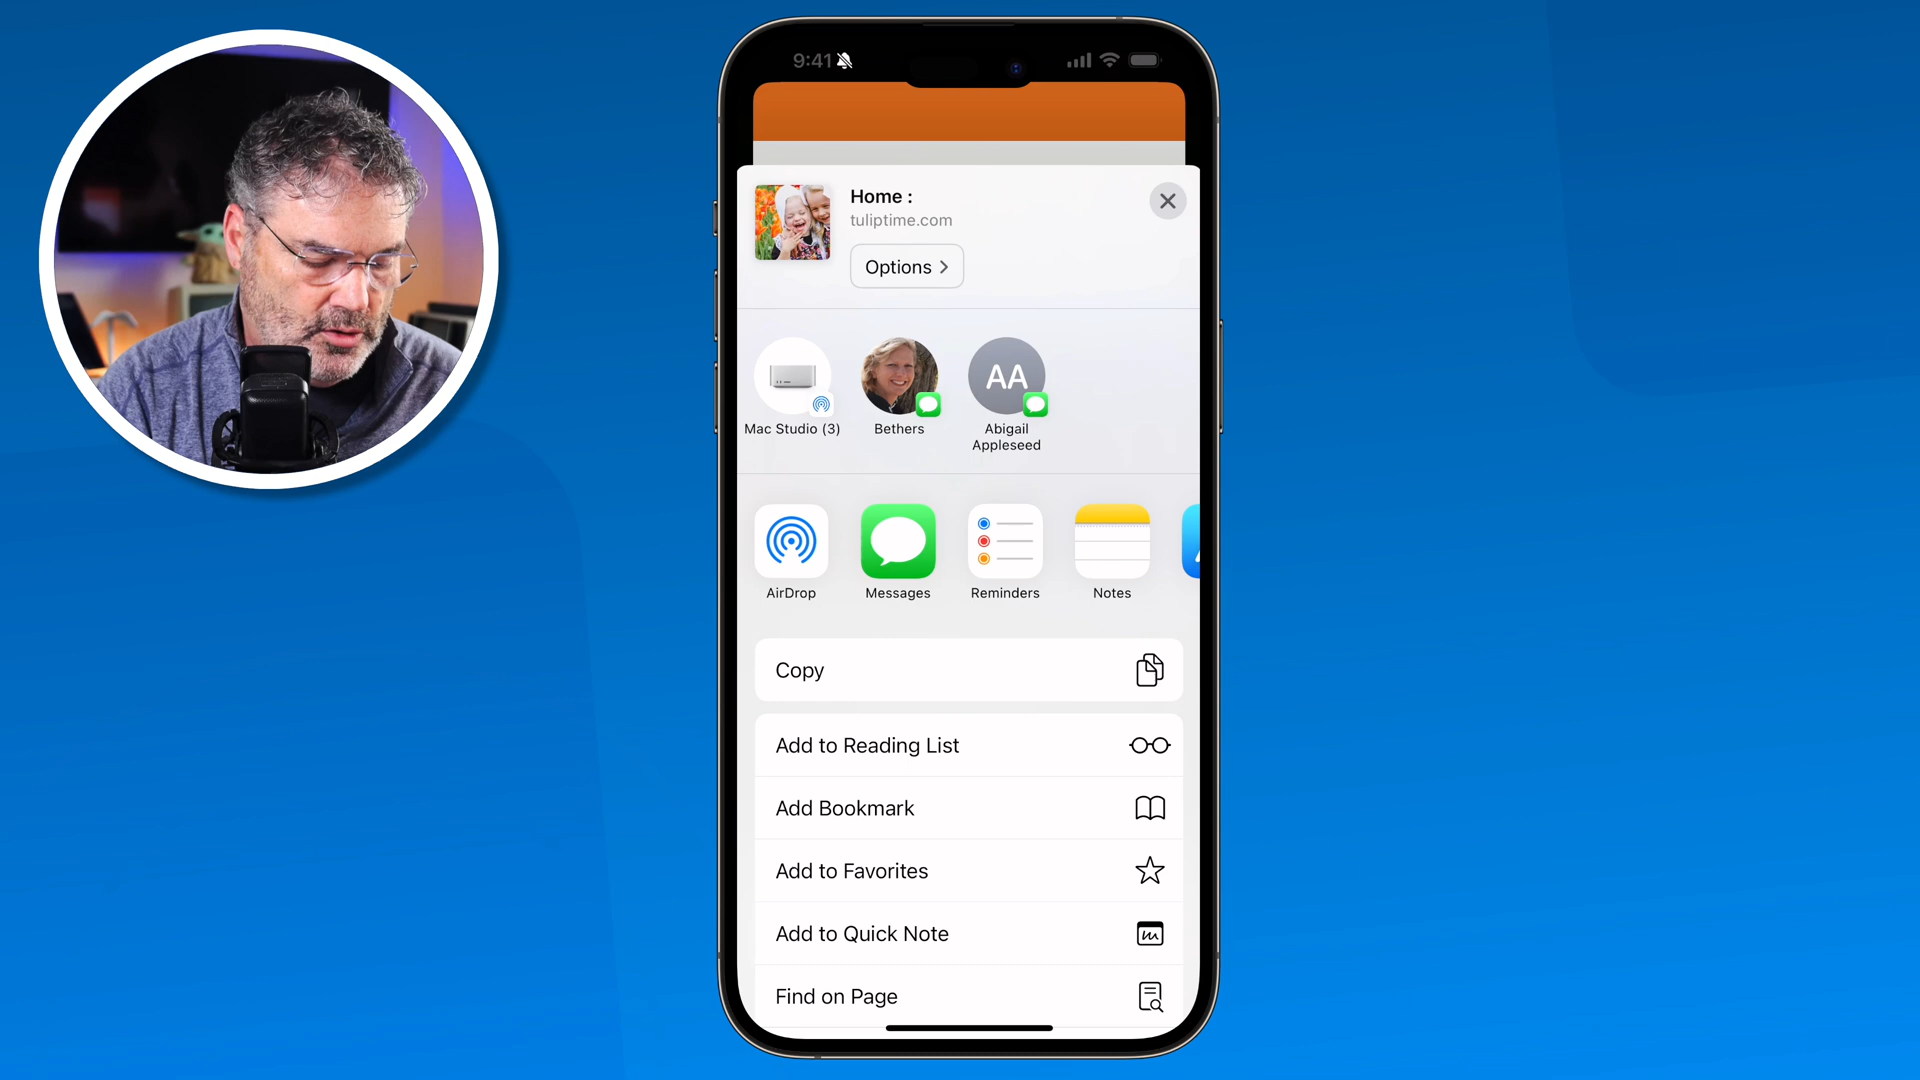 9:41
Home :
tuliptime.com
Options
Mac Studio (3)
Bethers
AA
Abigail
Appleseed
AirDrop
Messages
Reminders
Notes
Copy
Add to Reading List
Add Bookmark
Add to Favorites
Add to Quick Note
Find on Page